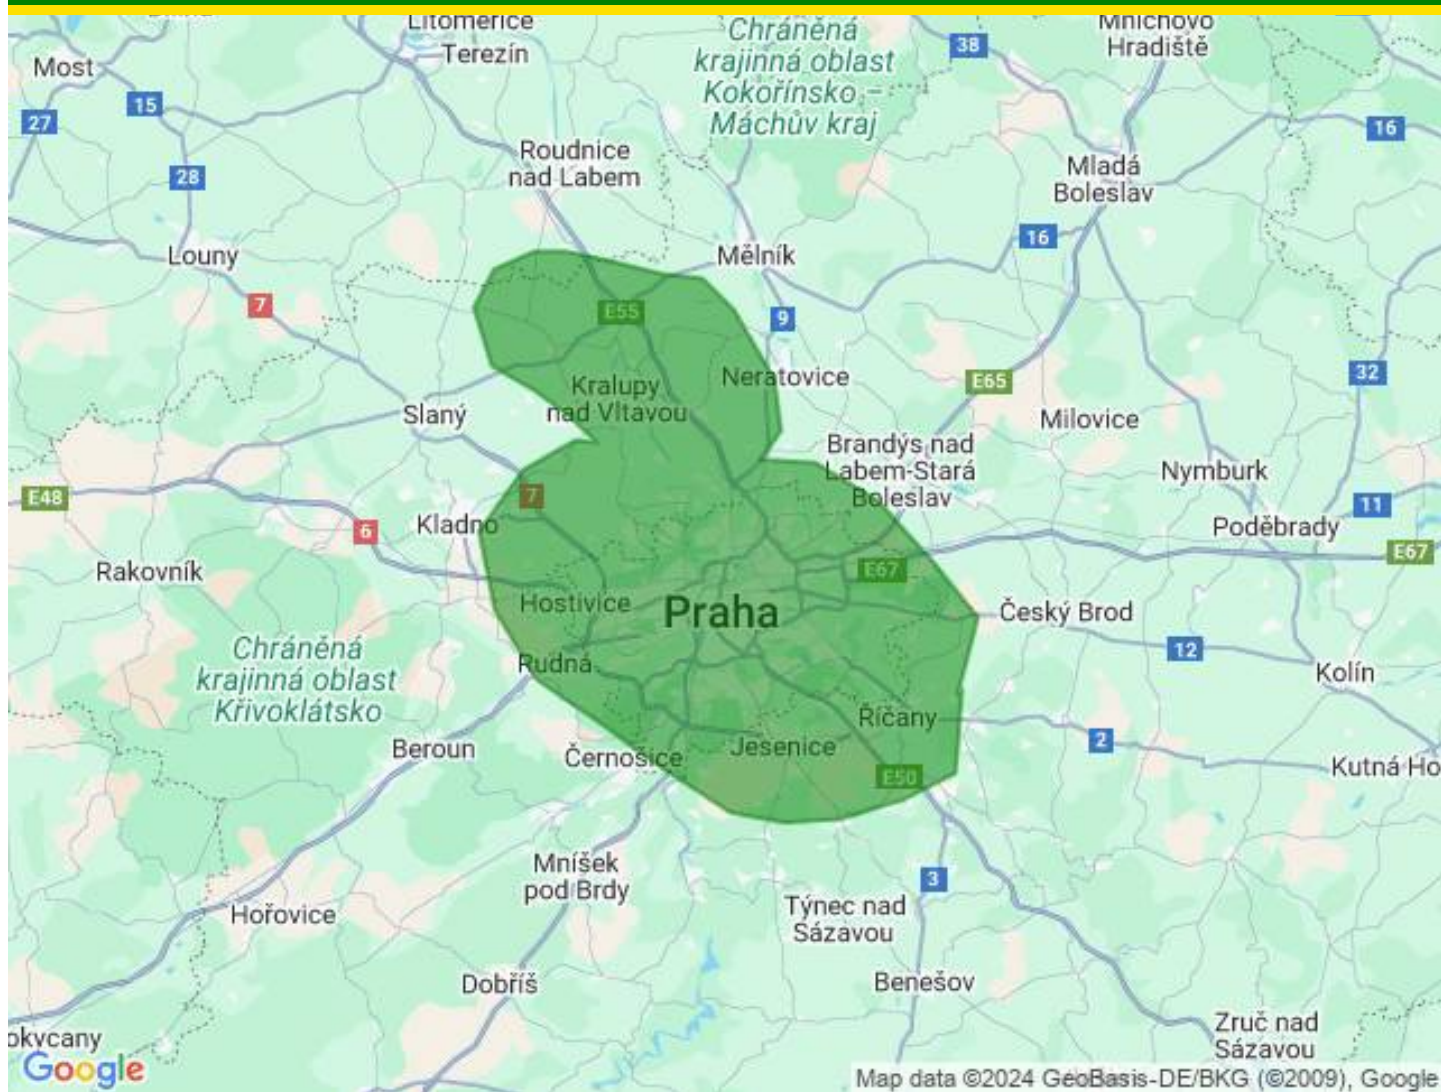 Litoměřice
Mnichovo
Hradiště
Chráněná
krajinná oblast
Kokořínsko –
Máchův kraj
38
Terezín
Most
15
27
16
Roudnice
nad Labem
Mladá
Boleslav
28
16
Louny
Mělník
7
E55
9
Neratovice
E65
32
Kralupy
nad Vltavou
Slaný
Milovice
Brandýs nad
Labem-Stará
Boleslav
Nymburk
E48
7
11
Kladno
6
Poděbrady
E67
Rakovník
E67
Hostivice
Praha
Český Brod
Chráněná
krajinná oblast
Křivoklátsko
12
Rudná
Kolín
Říčany
Beroun
Černošice
Jesenice
2
E50
Kutná Ho
Mníšek
pod Brdy
3
Hořovice
Týnec nad
Sázavou
Dobříš
Benešov
Zruč nad
Sázavou
okycany
Google
Map data ©2024 GeoBasis-DE/BKG (©2009), Google